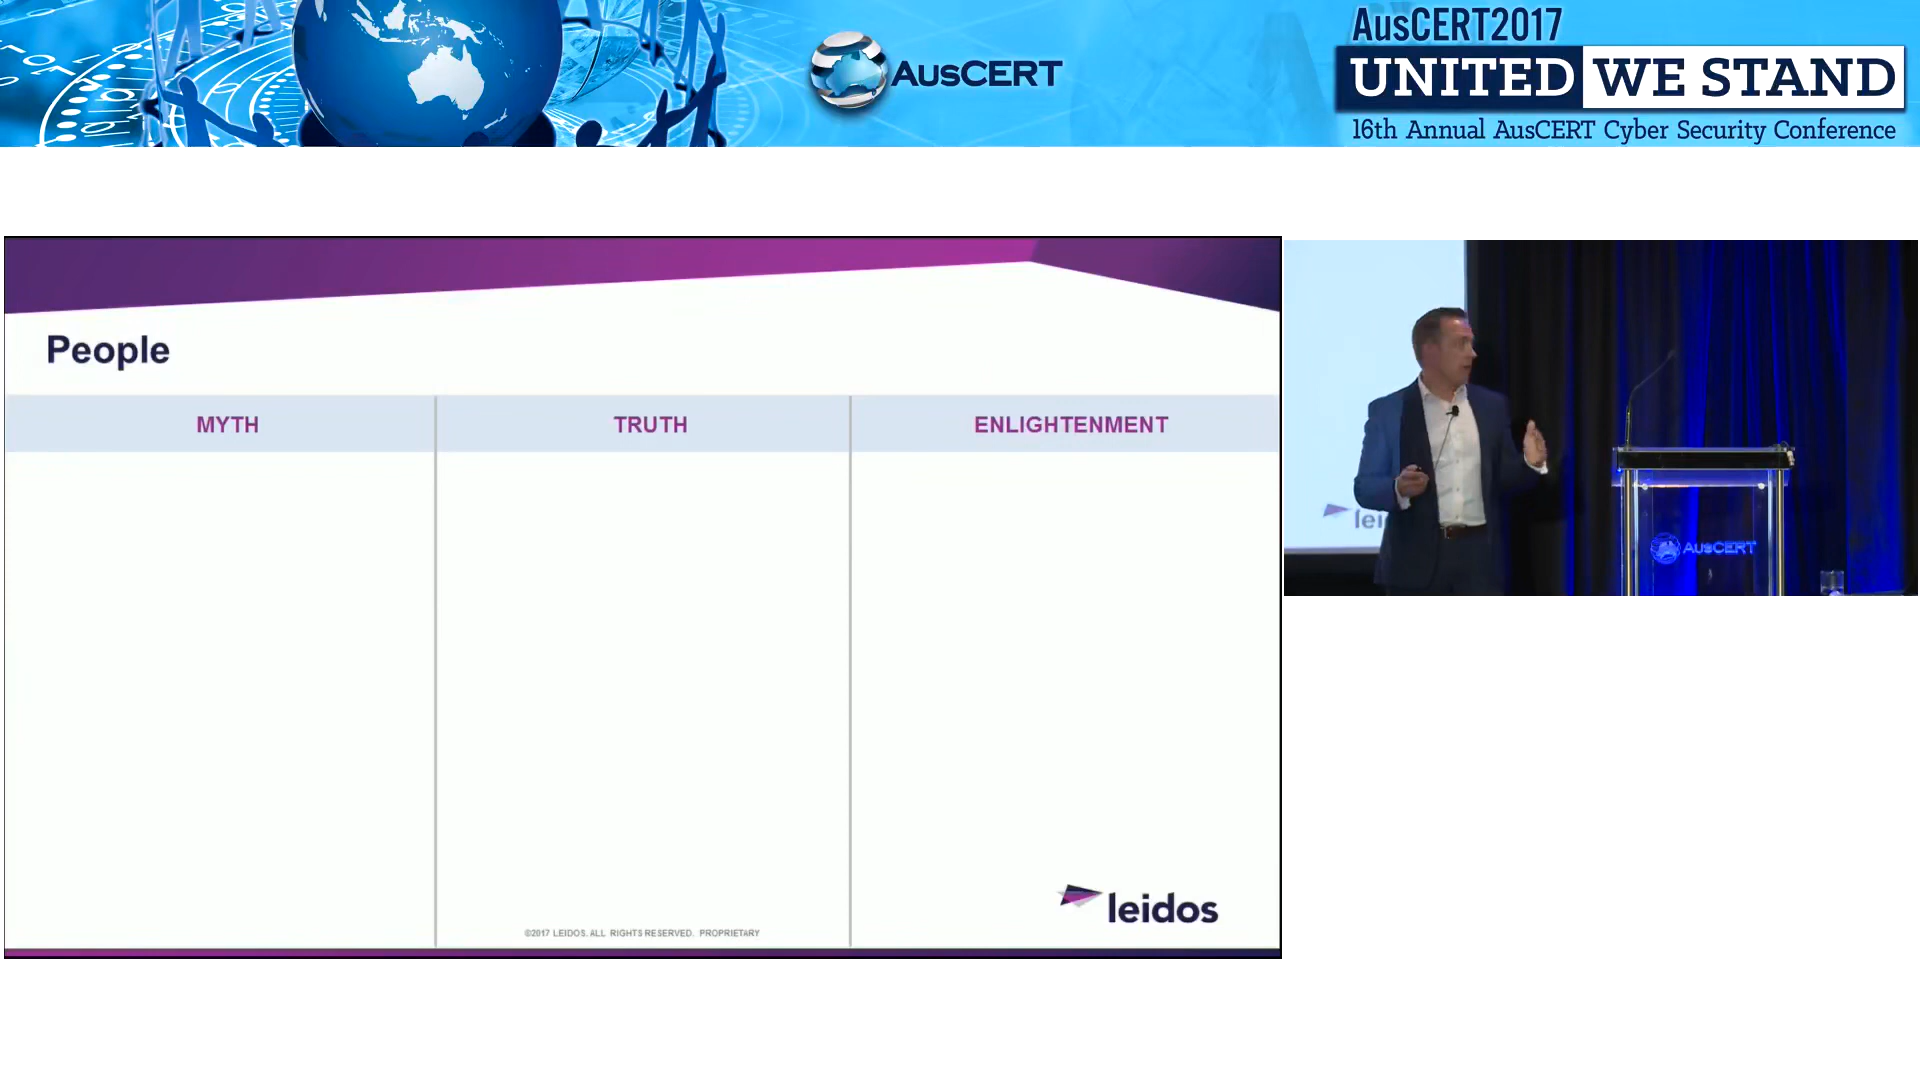 AusCERT
AusCERT2017
UNITED WE STAND
16th Annual AusCERT Cyber Security Conference
People
MYTH
TRUTH
ENLIGHTENMENT
leidos
©2017 LEIDOS. ALL RIGHTS RESERVED. PROPRIETARY
lei
AusCERT